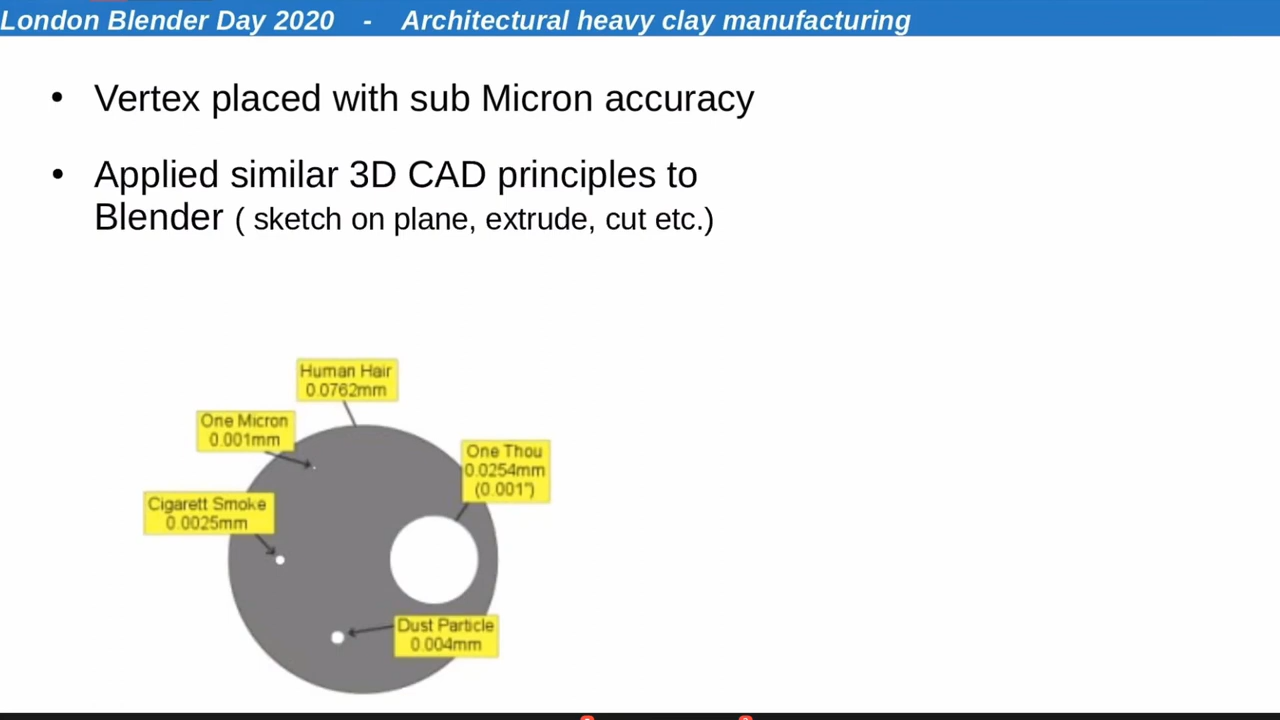 London Blender Day 2020 - Architectural heavy clay manufacturing
• Vertex placed with sub Micron accuracy
• Applied similar 3D CAD principles to
Blender ( sketch on plane, extrude, cut etc.)
Human Hair
0.0762mm
One Micron
0.001mm
One Thou
0.0254mm
(0.001")
Cigarett Smoke
0.0025mm
Dust Particle
0.004mm